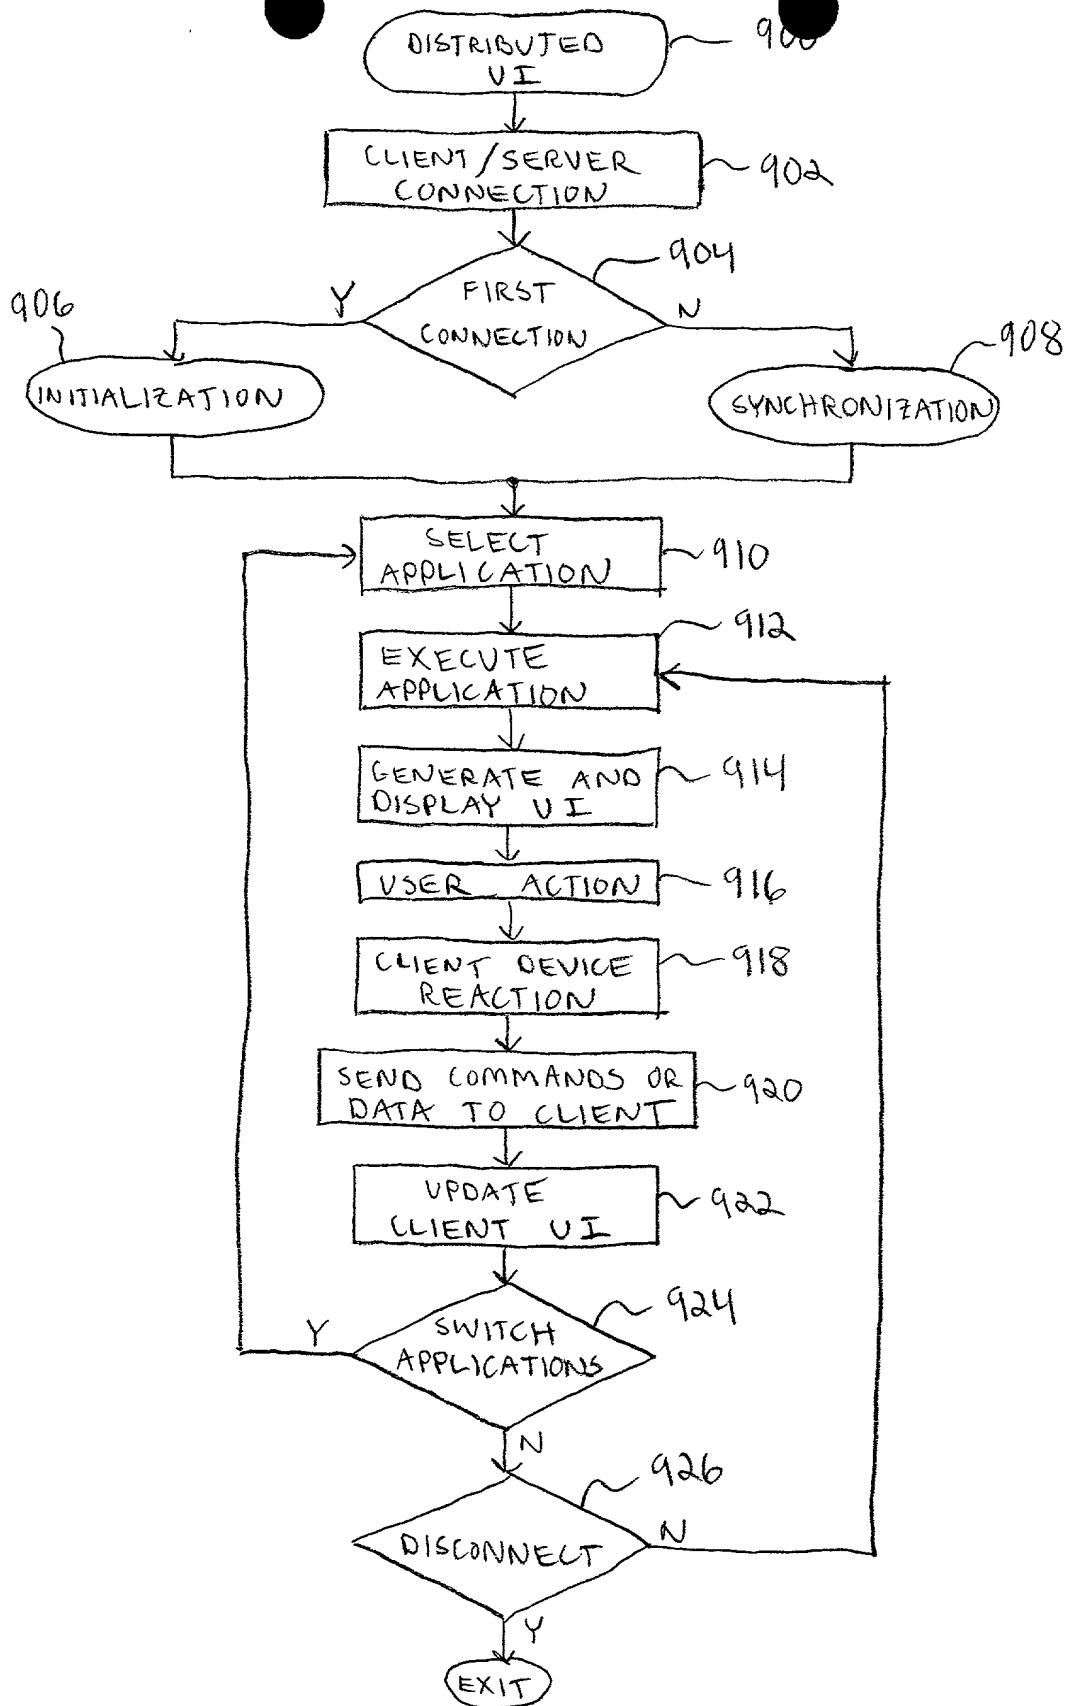 DISTRIBUTED
UI
900
CLIENT/SERVER
CONNECTION
902
904
FIRST
CONNECTION
Y
N
906
908
INITIALIZATION
SYNCHRONIZATION
SELECT
APPLICATION
910
912
EXECUTE
APPLICATION
GENERATE AND
DISPLAY UI
914
USER ACTION
916
CLIENT DEVICE
REACTION
918
SEND COMMANDS OR
DATA TO CLIENT
920
UPDATE
CLIENT UI
922
924
Y
SWITCH
APPLICATIONS
N
926
DISCONNECT
N
Y
EXIT